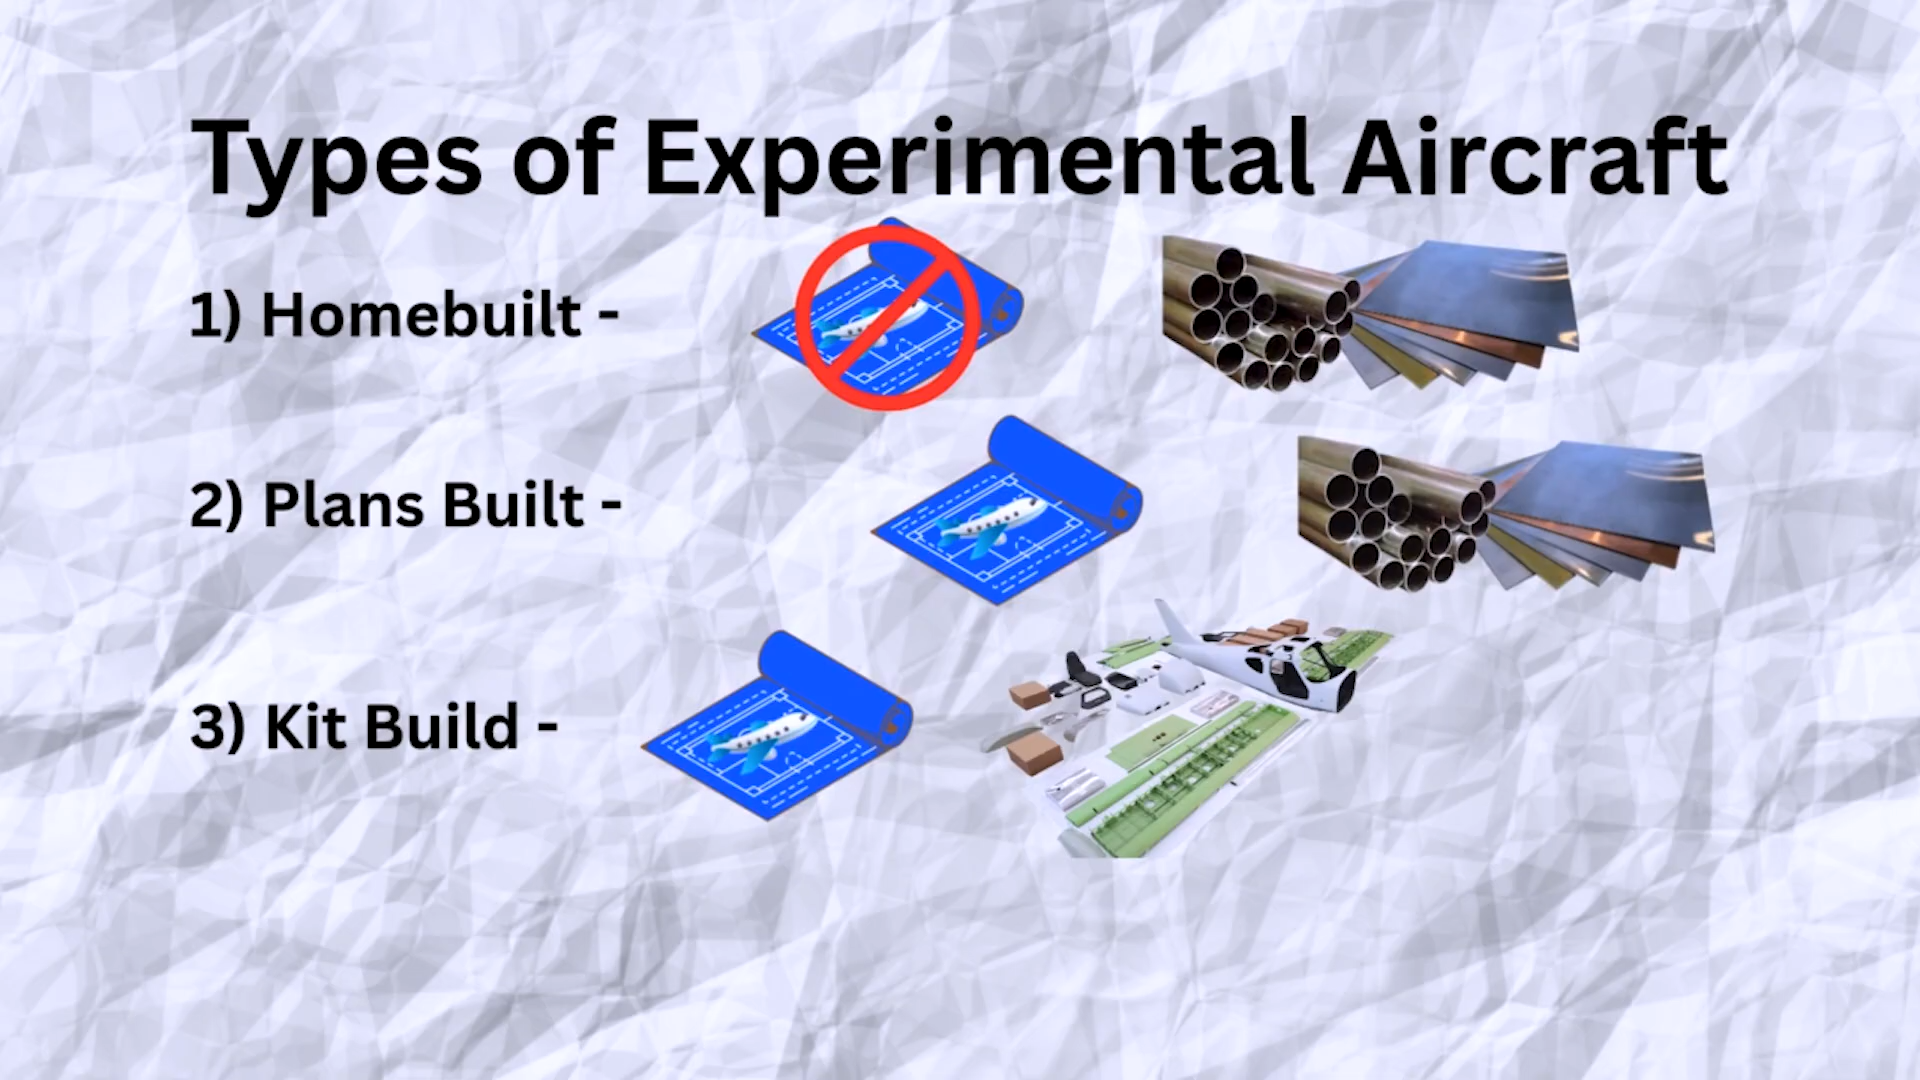 Types of Experimental Aircraft
1) Homebuilt -
2) Plans Built -
3) Kit Build -